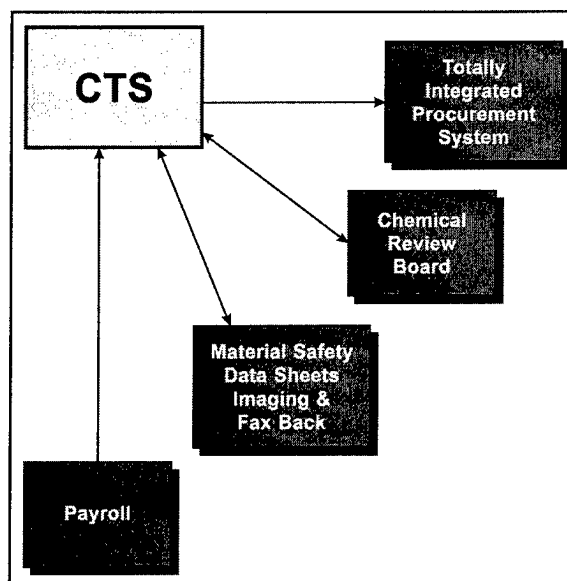 CTS
Totally
Integrated
Procurement
System
Chemical
Review
Board
Material Safety
Data Sheets
Imaging &
Fax Back
Payroll